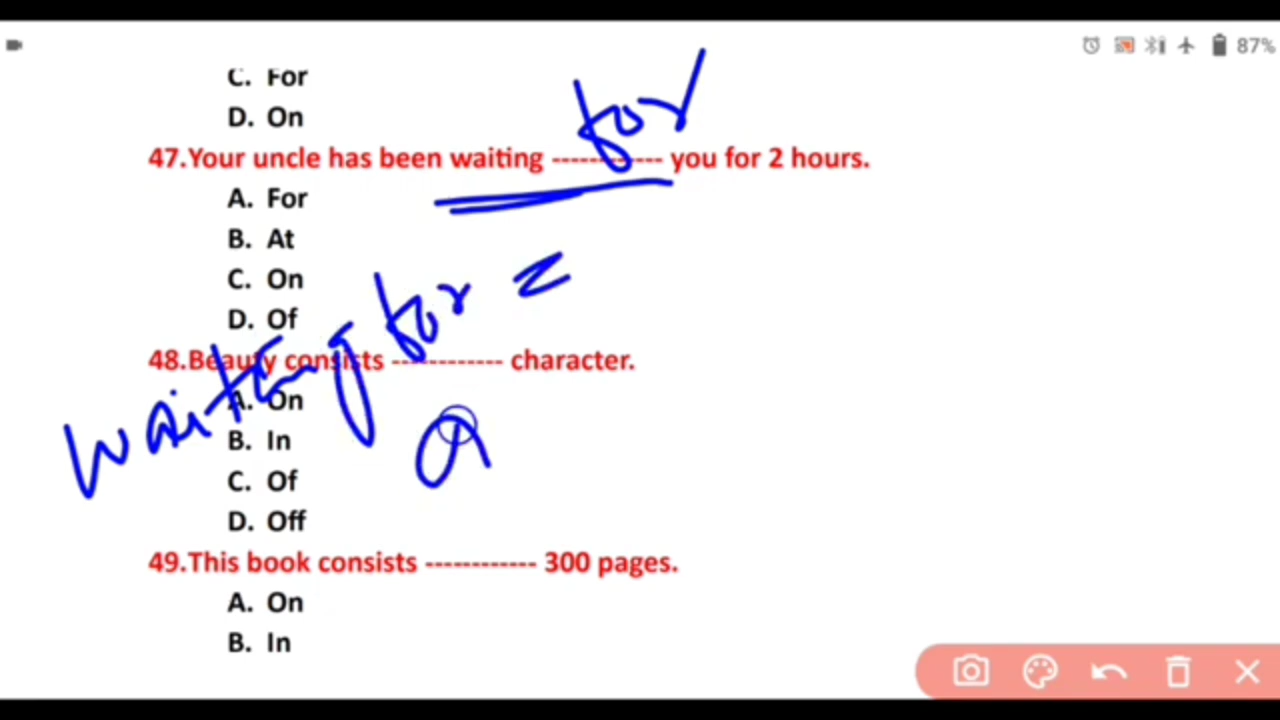 87%
C. For
for
D. On
47.Your uncle has been waiting ------------ you for 2 hours.
A. For
B. At
C. On
D. Of
waiting for =
48.Beauty consists ------------ character.
A. On
B. In
a
C. Of
D. Off
49.This book consists ------------ 300 pages.
A. On
B. In